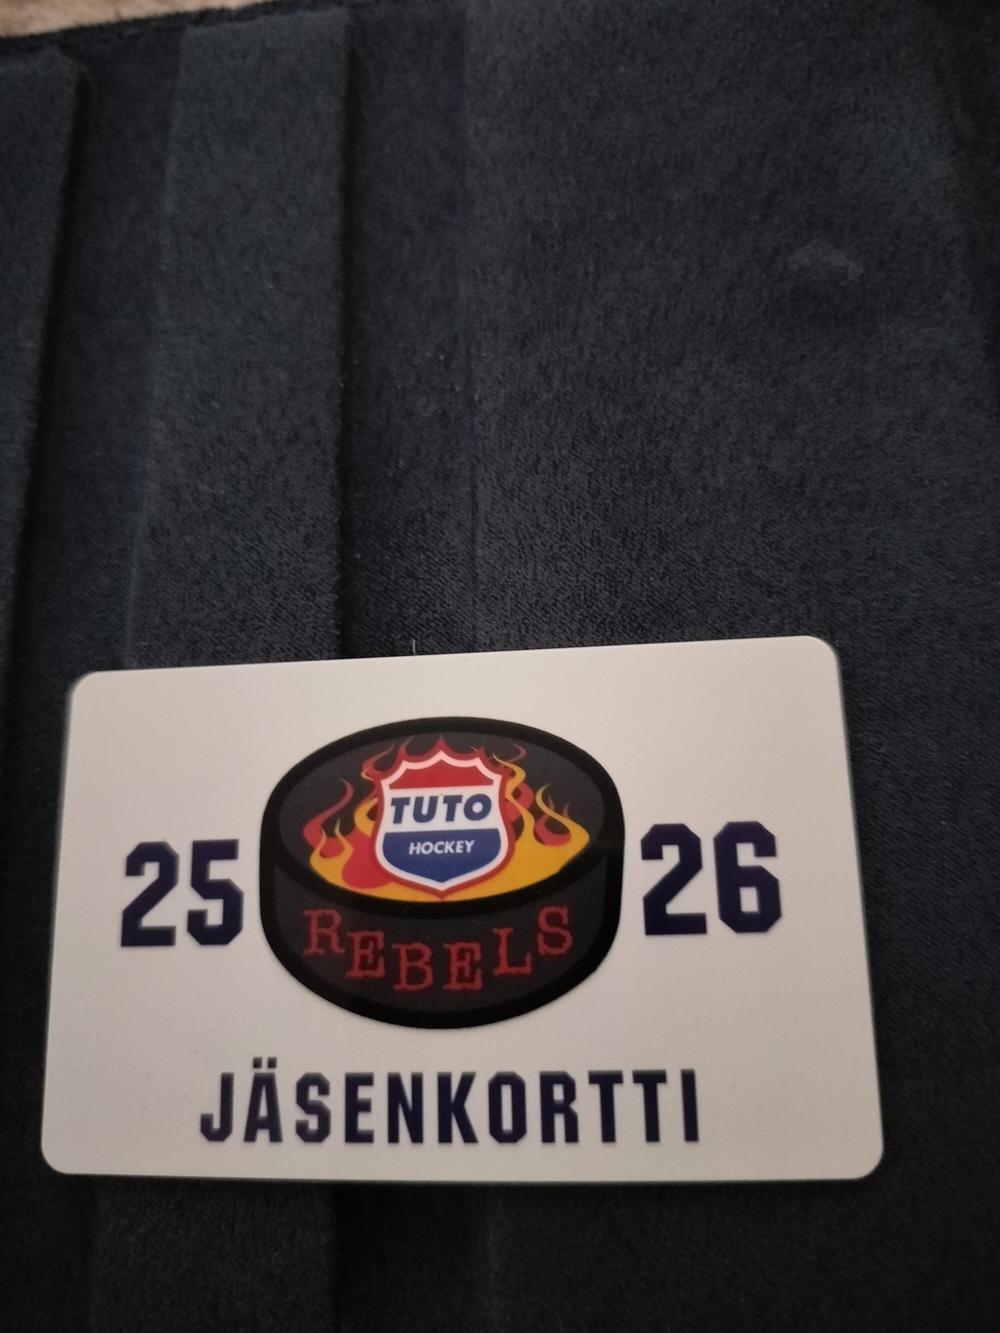 TUTO
HOCKEY
25 26
REBELS
JÄSENKORTTI